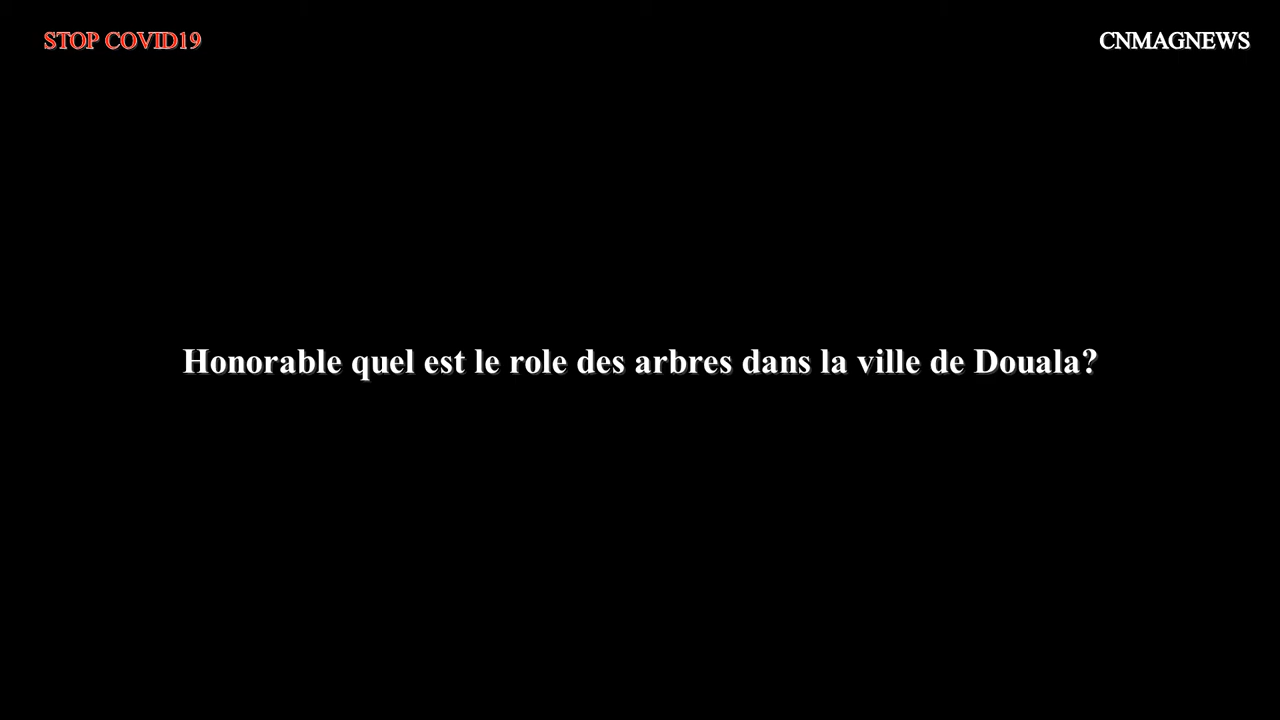 STOP COVID19
CNMAGNEWS
Honorable quel est le role des arbres dans la ville de Douala?